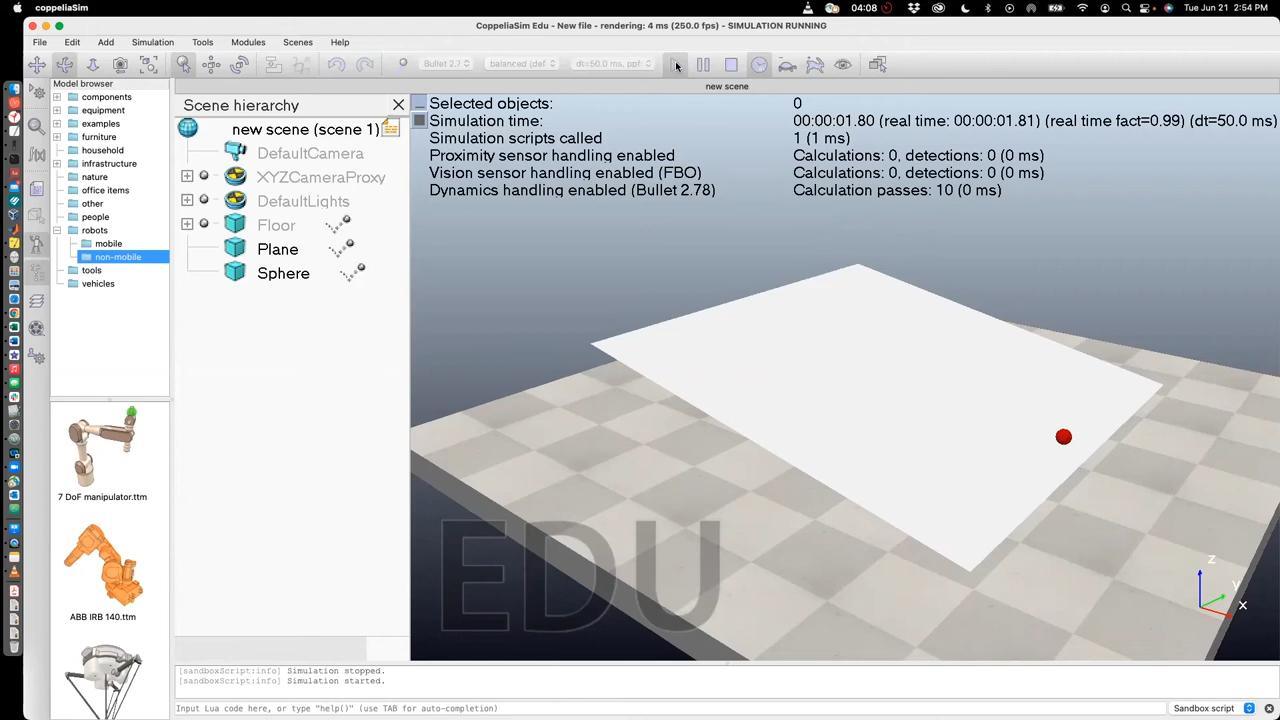 CoppeliaSim
04:08
Tue Jun 21 2:54 PM
CoppeliaSim Edu - New file - rendering: 4 ms (250.0 fps) - SIMULATION RUNNING
File Edit Add Simulation Tools Modules Scenes Help
Bullet 2.7 balanced (def dt=50.0 ms, ppf
Model browser
new scene
components
equipment
examples
furniture
household
infrastructure
nature
office items
other
people
robots
mobile
non-mobile
tools
vehicles
7 DoF manipulator.ttm
ABB IRB 140.ttm
Scene hierarchy
new scene (scene 1)
DefaultCamera
XYZCameraProxy
DefaultLights
Floor
Plane
Sphere
Selected objects: 0
Simulation time: 00:00:01.80 (real time: 00:00:01.81) (real time fact=0.99) (dt=50.0 ms)
Simulation scripts called 1 (1 ms)
Proximity sensor handling enabled Calculations: 0, detections: 0 (0 ms)
Vision sensor handling enabled (FBO) Calculations: 0, detections: 0 (0 ms)
Dynamics handling enabled (Bullet 2.78) Calculation passes: 10 (0 ms)
EDU
z
y
x
[sandboxScript:info] Simulation stopped.
[sandboxScript:info] Simulation started.
Input Lua code here, or type "help()" (use TAB for auto-completion)
Sandbox script